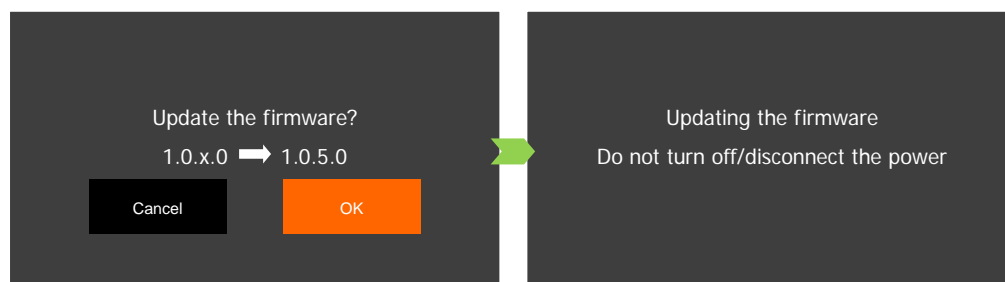 Update the firmware?
1.0.x.0 1.0.5.0
Cancel OK
Updating the firmware
Do not turn off/disconnect the power